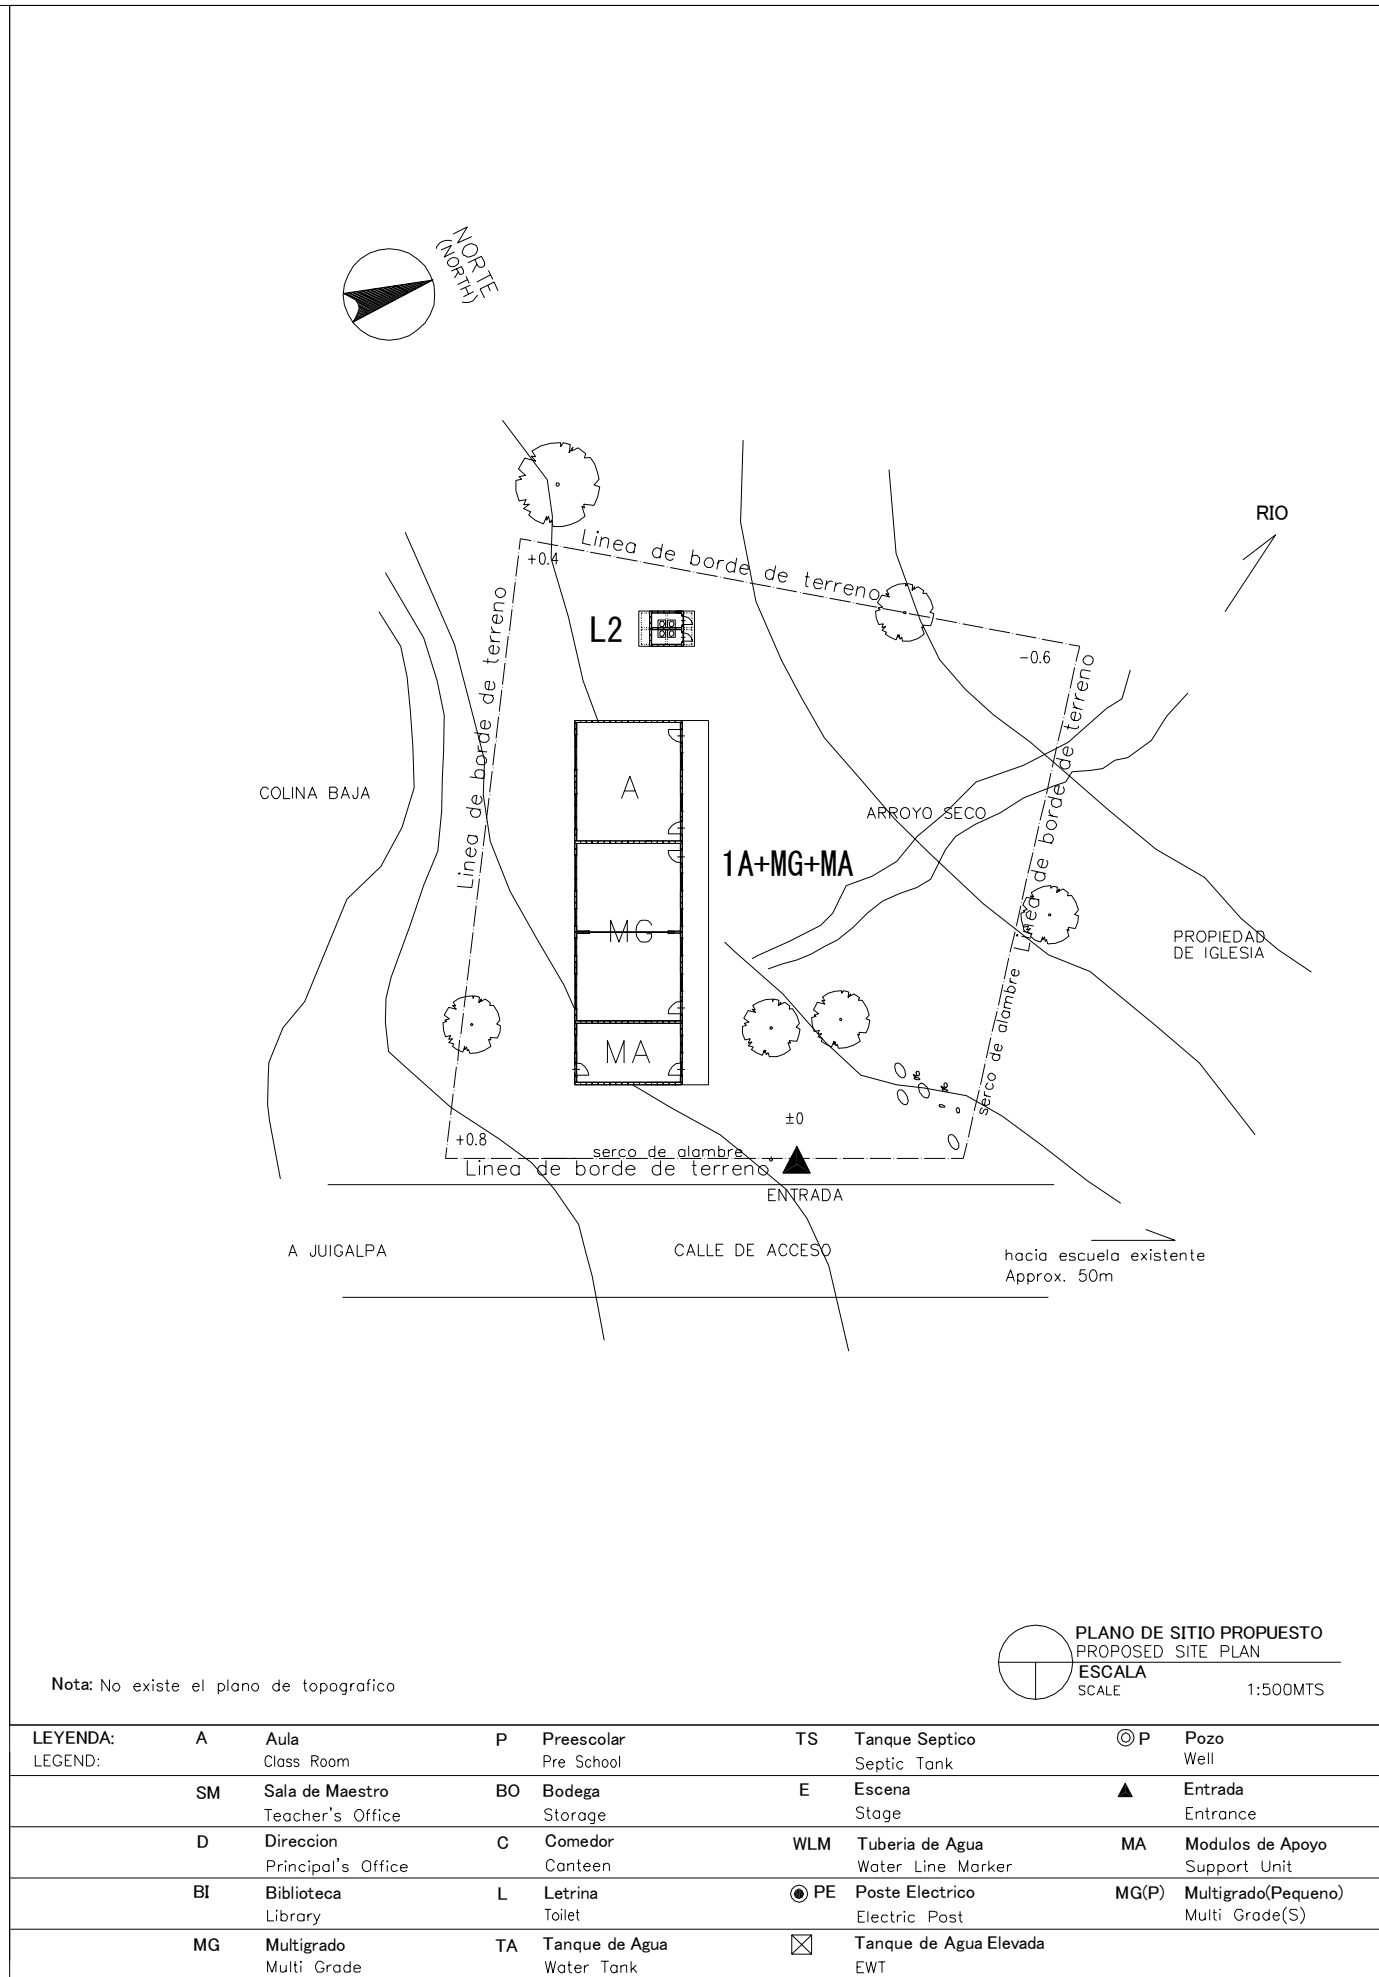 NORTE
(NORTH)
RIO
Linea de borde de terreno
+0.4
L2
-0.6
Linea de borde de terreno
Linea de borde de terreno
A
COLINA BAJA
ARROYO SECO
1A+MG+MA
MG
PROPIEDAD
DE IGLESIA
serco de alambre
MA
±0
+0.8
serco de alambre
Linea de borde de terreno
ENTRADA
A JUIGALPA
CALLE DE ACCESO
hacia escuela existente
Approx. 50m
PLANO DE SITIO PROPUESTO
PROPOSED SITE PLAN
ESCALA
SCALE 1:500MTS
Nota: No existe el plano de topografico
LEYENDA: A Aula P Preescolar TS Tanque Septico P Pozo
LEGEND: Class Room Pre School Septic Tank Well
SM Sala de Maestro BO Bodega E Escena ▲ Entrada
Teacher's Office Storage Stage Entrance
D Direccion C Comedor WLM Tuberia de Agua MA Modulos de Apoyo
Principal's Office Canteen Water Line Marker Support Unit
BI Biblioteca L Letrina PE Poste Electrico MG(P) Multigrado(Pequeno)
Library Toilet Electric Post Multi Grade(S)
MG Multigrado TA Tanque de Agua Tanque de Agua Elevada
Multi Grade Water Tank EWT